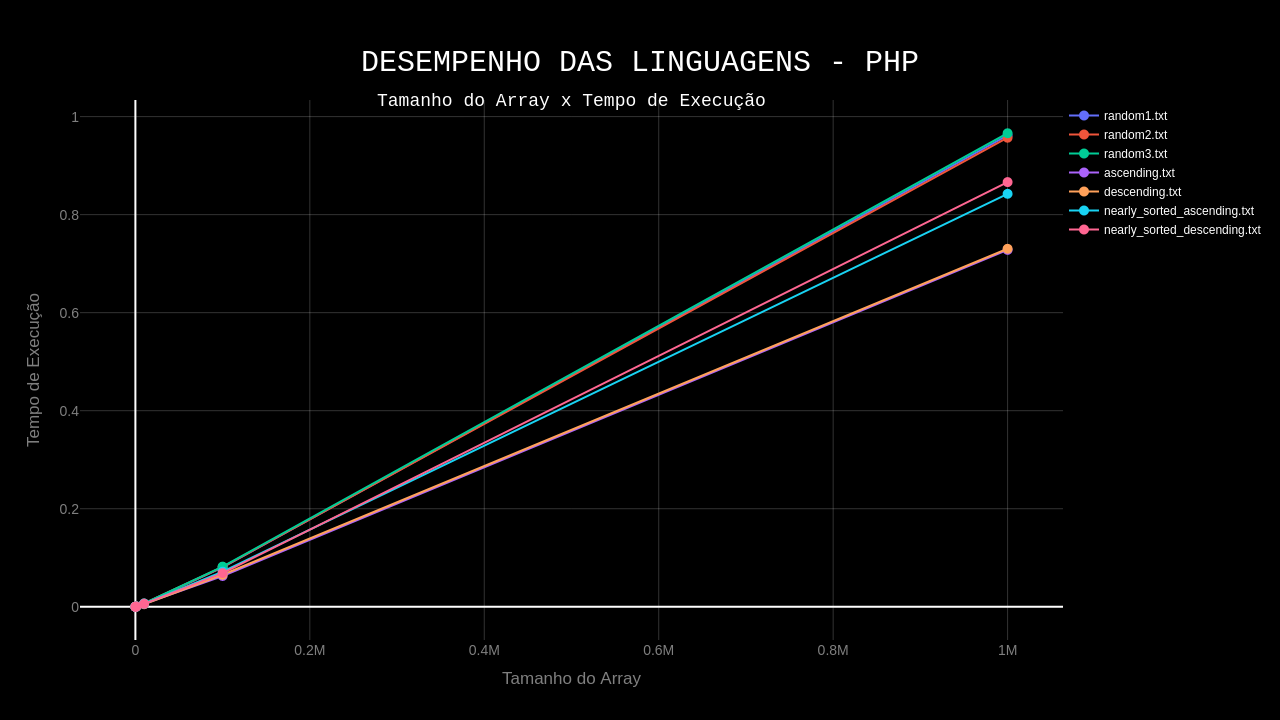 DESEMPENHO DAS LINGUAGENS - PHP
Tamanho do Array x Tempo de Execução
1
0.8
0.6
0.4
0.2
0
Tempo de Execução
0 0.2M 0.4M 0.6M 0.8M 1M
Tamanho do Array
random1.txt
random2.txt
random3.txt
ascending.txt
descending.txt
nearly_sorted_ascending.txt
nearly_sorted_descending.txt